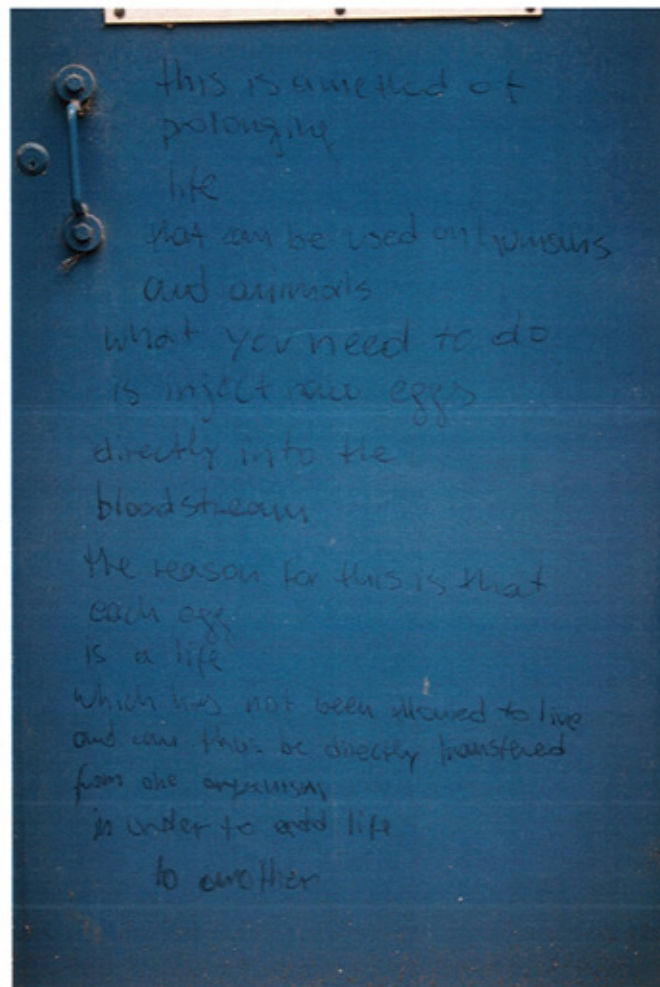 this is a method of
prolonging
life
that can be used on humans
and animals
what you need to do
is inject raw eggs
directly into the
bloodstream
the reason for this is that
each egg
is a life
which has not been allowed to live
and can thus be directly transfered
from one organism
in order to add life
to another